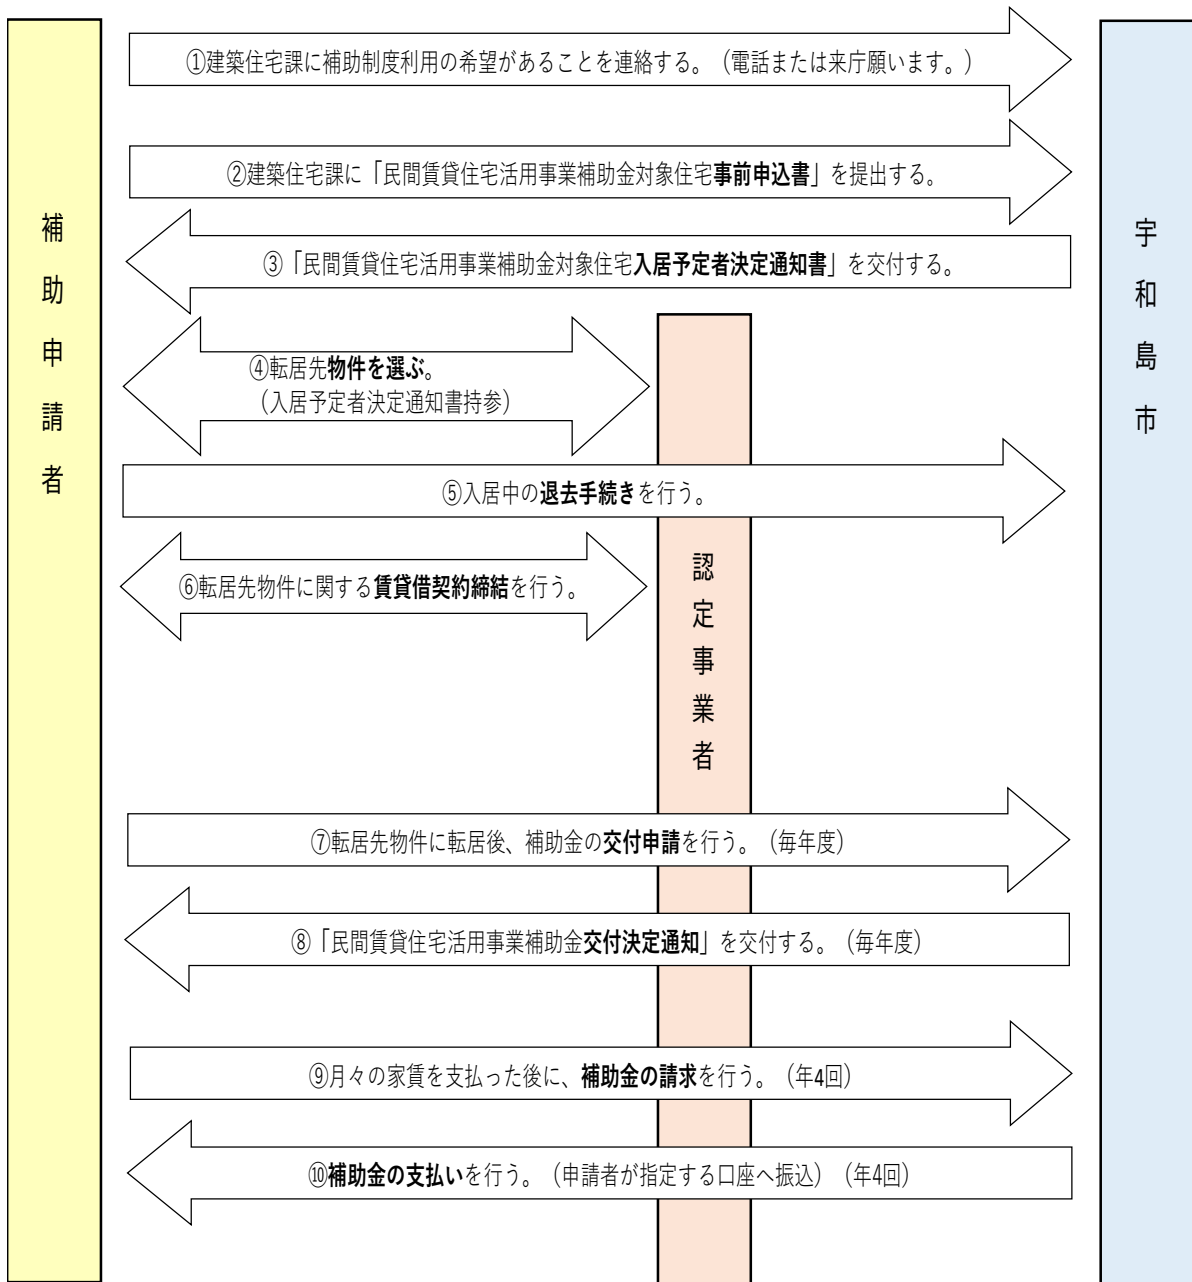 ①建築住宅課に補助制度利用の希望があることを連絡する。（電話または来庁願います。）
②建築住宅課に「民間賃貸住宅活用事業補助金対象住宅事前申込書」を提出する。
③「民間賃貸住宅活用事業補助金対象住宅入居予定者決定通知書」を交付する。
補助申請者
宇和島市
④転居先物件を選ぶ。
（入居予定者決定通知書持参）
⑤入居中の退去手続きを行う。
⑥転居先物件に関する賃貸借契約締結を行う。
認定事業者
⑦転居先物件に転居後、補助金の交付申請を行う。（毎年度）
⑧「民間賃貸住宅活用事業補助金交付決定通知」を交付する。（毎年度）
⑨月々の家賃を支払った後に、補助金の請求を行う。（年4回）
⑩補助金の支払いを行う。（申請者が指定する口座へ振込）（年4回）